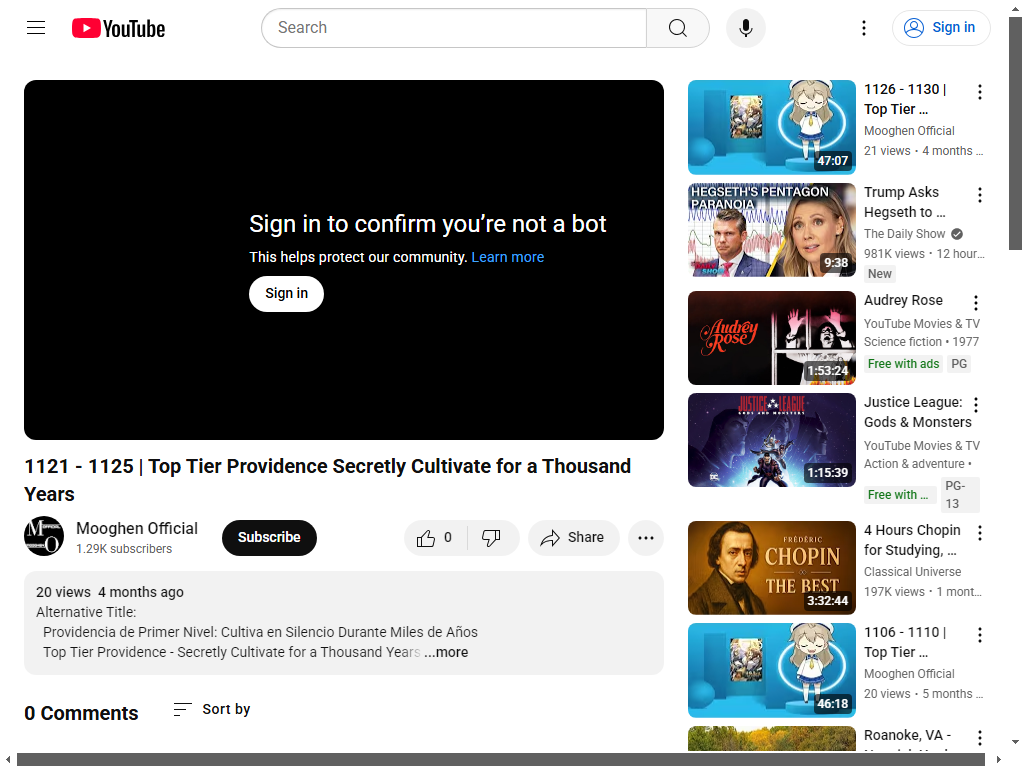 YouTube
Search
Sign in
Sign in to confirm you’re not a bot
This helps protect our community. Learn more
Sign in
1121 - 1125 | Top Tier Providence Secretly Cultivate for a Thousand
Years
Mooghen Official
1.29K subscribers
Subscribe
0
Share
20 views 4 months ago
Alternative Title:
Providencia de Primer Nivel: Cultiva en Silencio Durante Miles de Años
Top Tier Providence - Secretly Cultivate for a Thousand Years ...more
0 Comments
Sort by
47:07
1126 - 1130 |
Top Tier ...
Mooghen Official
21 views • 4 months ...
HEGSETH'S PENTAGON
PARANOIA
9:38
Trump Asks
Hegseth to ...
The Daily Show
981K views • 12 hour...
New
Audrey
Rose
1:53:24
Audrey Rose
YouTube Movies & TV
Science fiction • 1977
Free with ads
PG
JUSTICE LEAGUE
GODS AND MONSTERS
1:15:39
Justice League:
Gods & Monsters
YouTube Movies & TV
Action & adventure •
Free with ...
PG-
13
FRÉDÉRIC
CHOPIN
THE BEST
3:32:44
4 Hours Chopin
for Studying, ...
Classical Universe
197K views • 1 mont...
46:18
1106 - 1110 |
Top Tier ...
Mooghen Official
20 views • 5 months ...
Roanoke, VA -